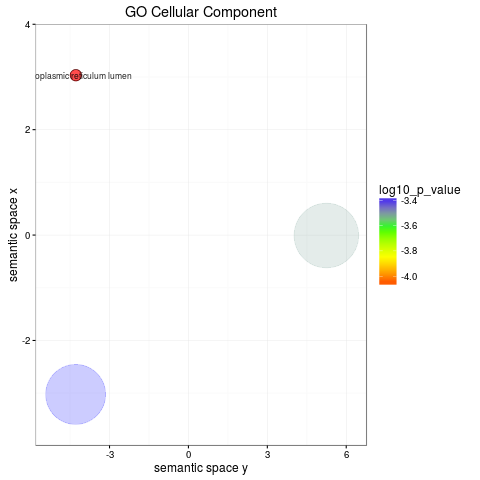 GO Cellular Component
4
2
0
-2
semantic space x
oplasmic reticulum lumen
-3
0
3
6
semantic space y
log10_p_value
-3.4
-3.6
-3.8
-4.0